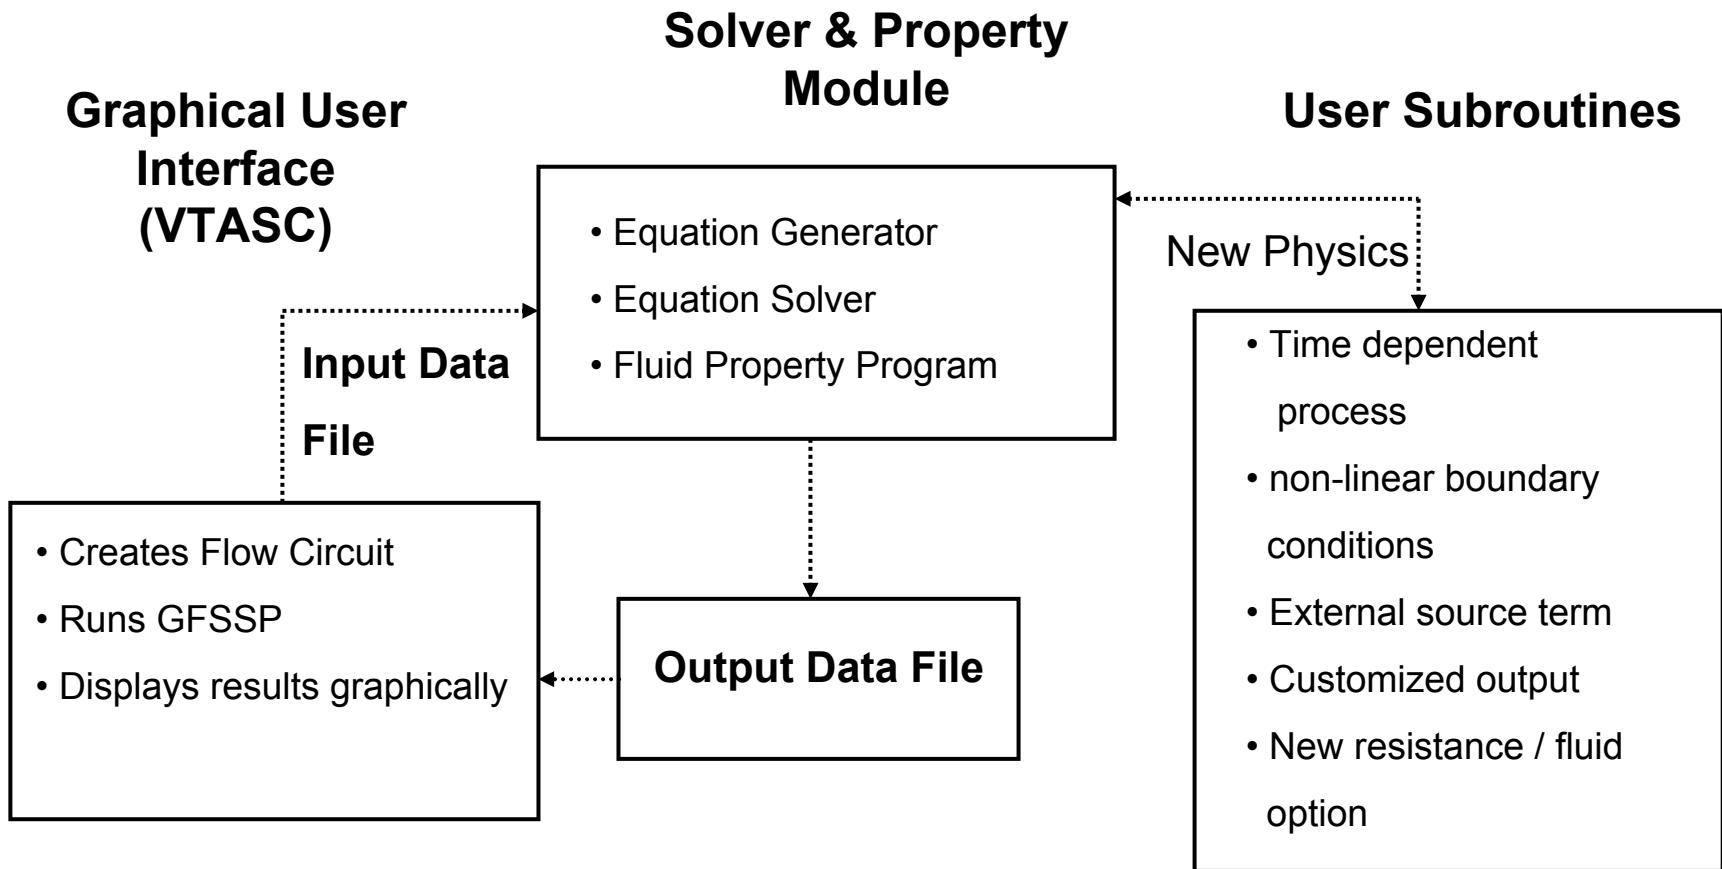 Solver & Property
Module
Graphical User
Interface
(VTASC)
User Subroutines
• Equation Generator
• Equation Solver
• Fluid Property Program
New Physics
Input Data
File
• Time dependent
process
• non-linear boundary
conditions
• External source term
• Customized output
• New resistance / fluid
option
• Creates Flow Circuit
• Runs GFSSP
• Displays results graphically
Output Data File